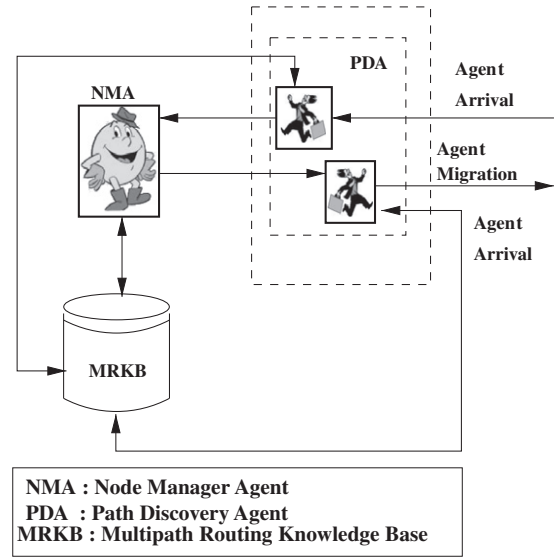 PDA
Agent
Arrival
NMA
Agent
Migration
Agent
Arrival
MRKB
NMA : Node Manager Agent
PDA : Path Discovery Agent
MRKB : Multipath Routing Knowledge Base